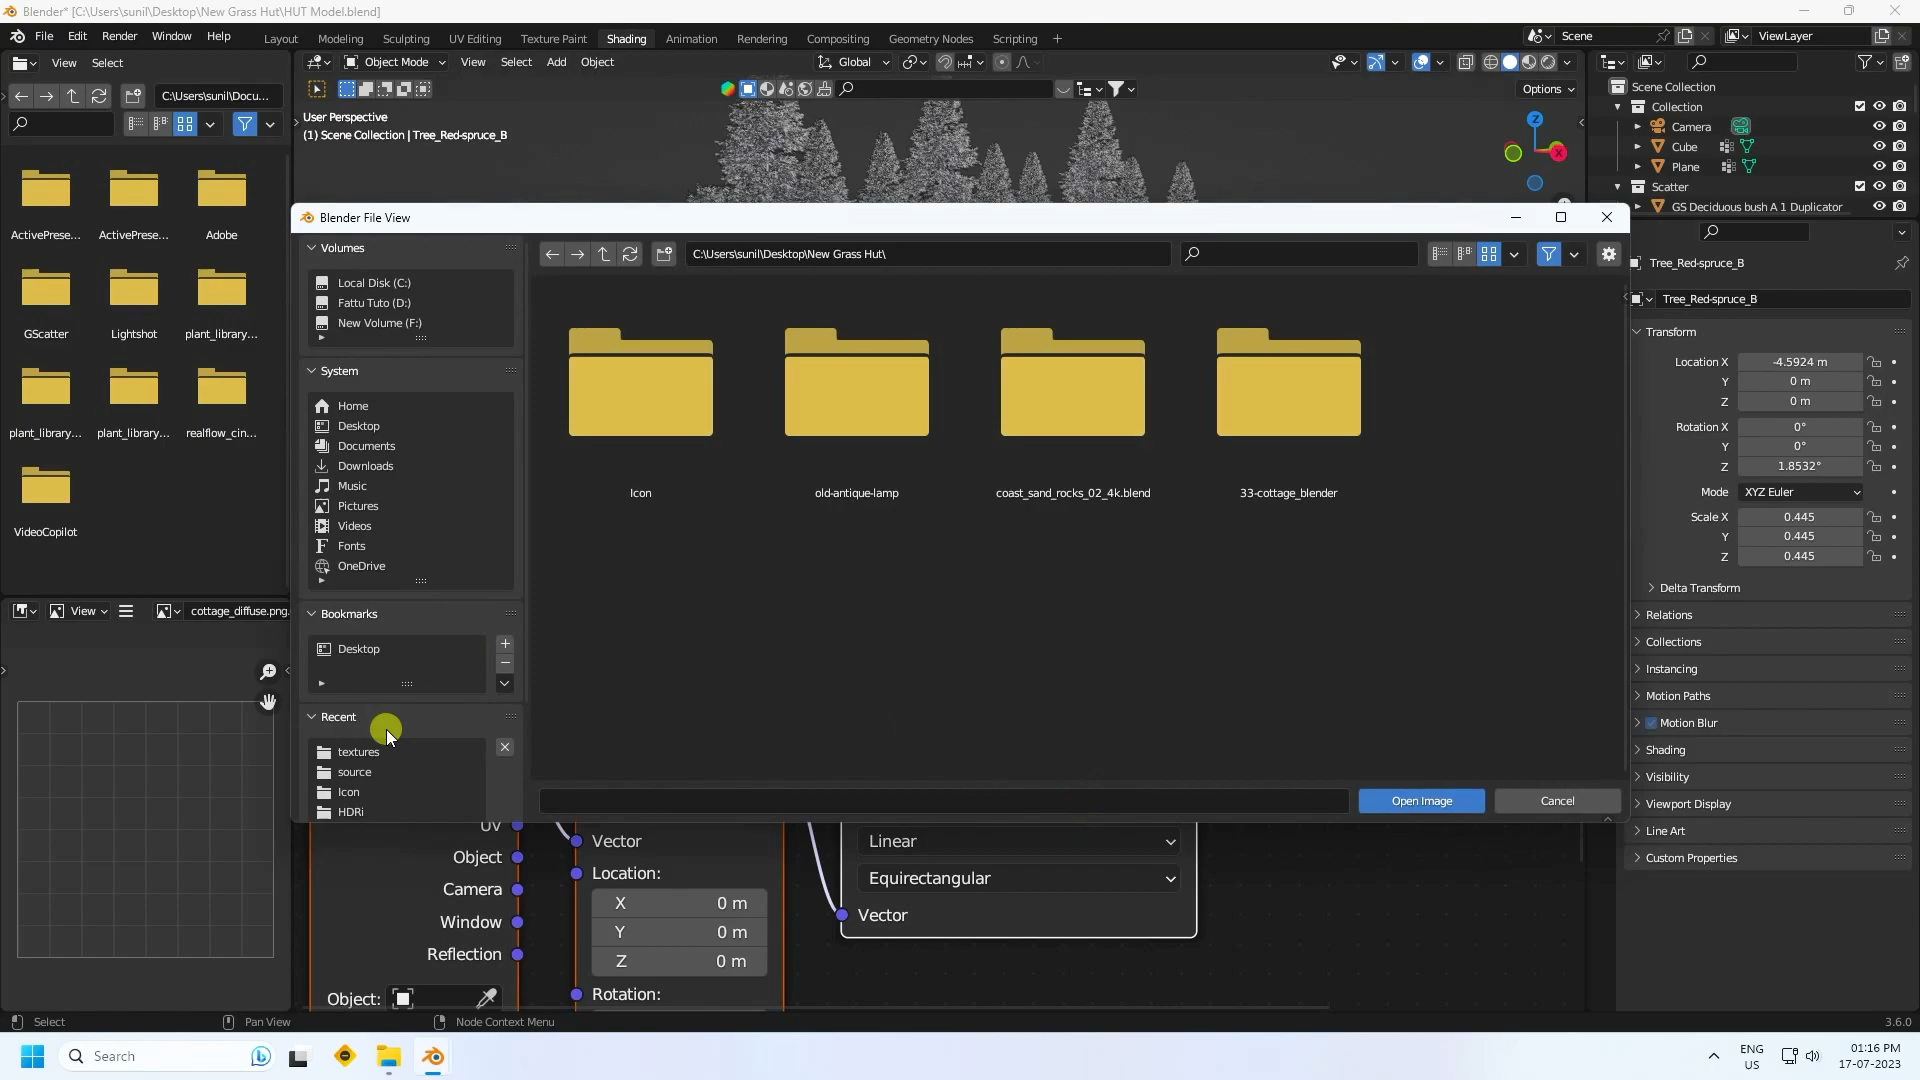 Blender* [C:\Users\sunil\Desktop\New Grass Hut\HUT Model.blend]
File Edit Render Window Help Layout Modeling Sculpting UV Editing Texture Paint Shading Animation Rendering Compositing Geometry Nodes Scripting + Scene ViewLayer
View Select Object Mode View Select Add Object Global
C:\Users\sunil\Docu... Options
User Perspective
(1) Scene Collection | Tree_Red-spruce_B
Z
X
Scene Collection
Collection
Camera
Cube
Plane
Scatter
GS Deciduous bush A 1 Duplicator
ActivePrese... ActivePrese... Adobe
GScatter Lightshot plant_library...
plant_library... plant_library... realflow_cin...
VideoCopilot
View cottage_diffuse.png.
Blender File View
Volumes
Local Disk (C:)
Fattu Tuto (D:)
New Volume (F:)
System
Home
Desktop
Documents
Downloads
Music
Pictures
Videos
Fonts
OneDrive
Bookmarks
Desktop
Recent
textures
source
Icon
HDRi
C:\Users\sunil\Desktop\New Grass Hut\
Icon old-antique-lamp coast_sand_rocks_02_4k.blend 33-cottage_blender
Open Image Cancel
Tree_Red-spruce_B
Tree_Red-spruce_B
Transform
Location X -4.5924 m
Y 0 m
Z 0 m
Rotation X 0°
Y 0°
Z 1.8532°
Mode XYZ Euler
Scale X 0.445
Y 0.445
Z 0.445
Delta Transform
Relations
Collections
Instancing
Motion Paths
Motion Blur
Shading
Visibility
Viewport Display
Line Art
Custom Properties
UV
Object
Camera
Window
Reflection
Object:
Vector
Location:
X 0 m
Y 0 m
Z 0 m
Rotation:
Linear
Equirectangular
Vector
Select Pan View Node Context Menu 3.6.0
Search
ENG
US
01:16 PM
17-07-2023